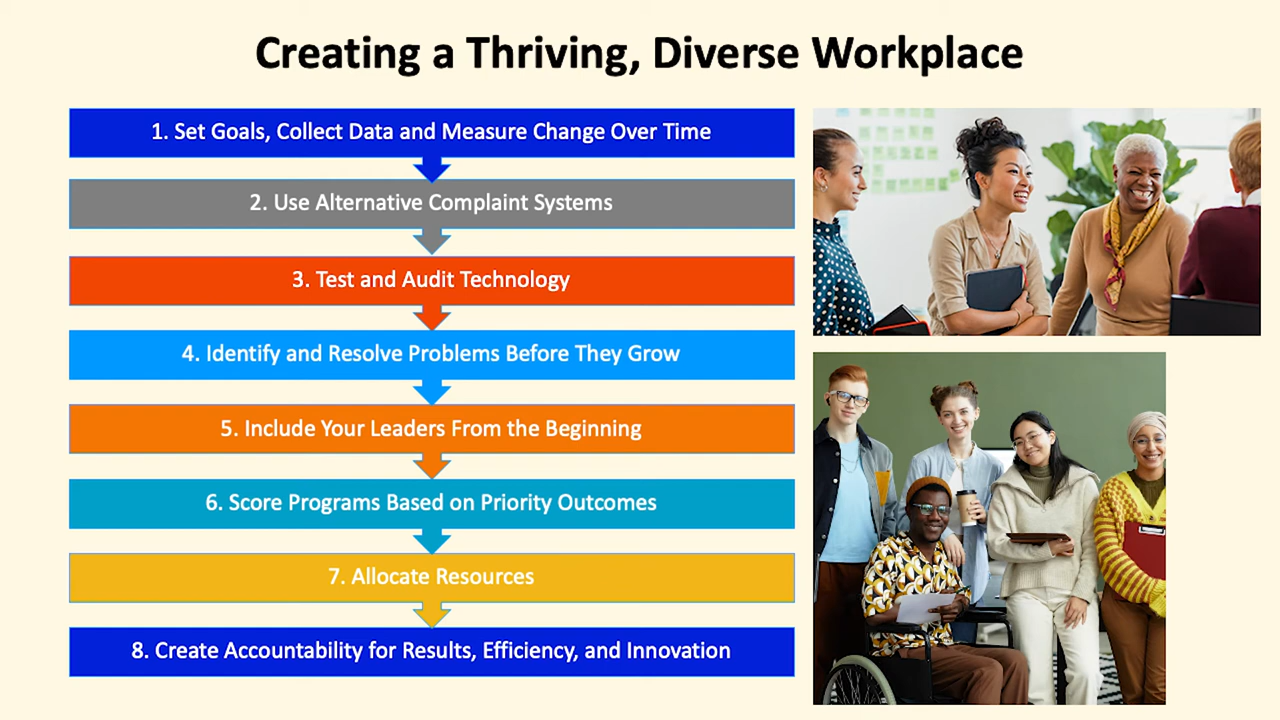 Creating a Thriving, Diverse Workplace
1. Set Goals, Collect Data and Measure Change Over Time
2. Use Alternative Complaint Systems
3. Test and Audit Technology
4. Identify and Resolve Problems Before They Grow
5. Include Your Leaders From the Beginning
6. Score Programs Based on Priority Outcomes
7. Allocate Resources
8. Create Accountability for Results, Efficiency, and Innovation